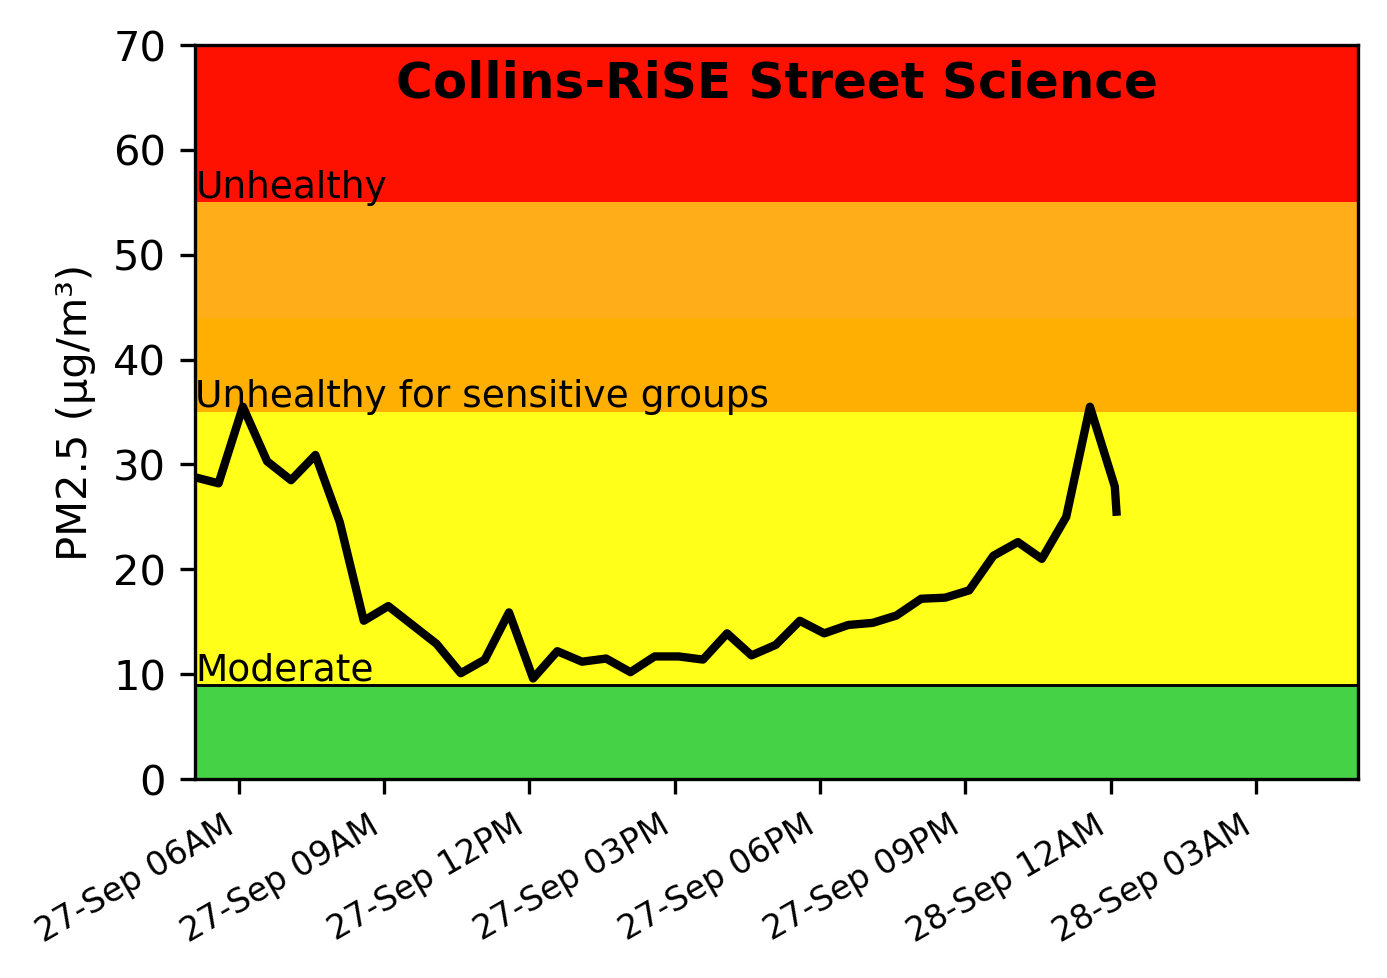 Collins-RiSE Street Science
70
60
Unhealthy
50
40
Unhealthy for sensitive groups
30
20
Moderate
10
0
PM2.5 (µg/m³)
27-Sep 06AM
27-Sep 09AM
27-Sep 12PM
27-Sep 03PM
27-Sep 06PM
27-Sep 09PM
28-Sep 12AM
28-Sep 03AM